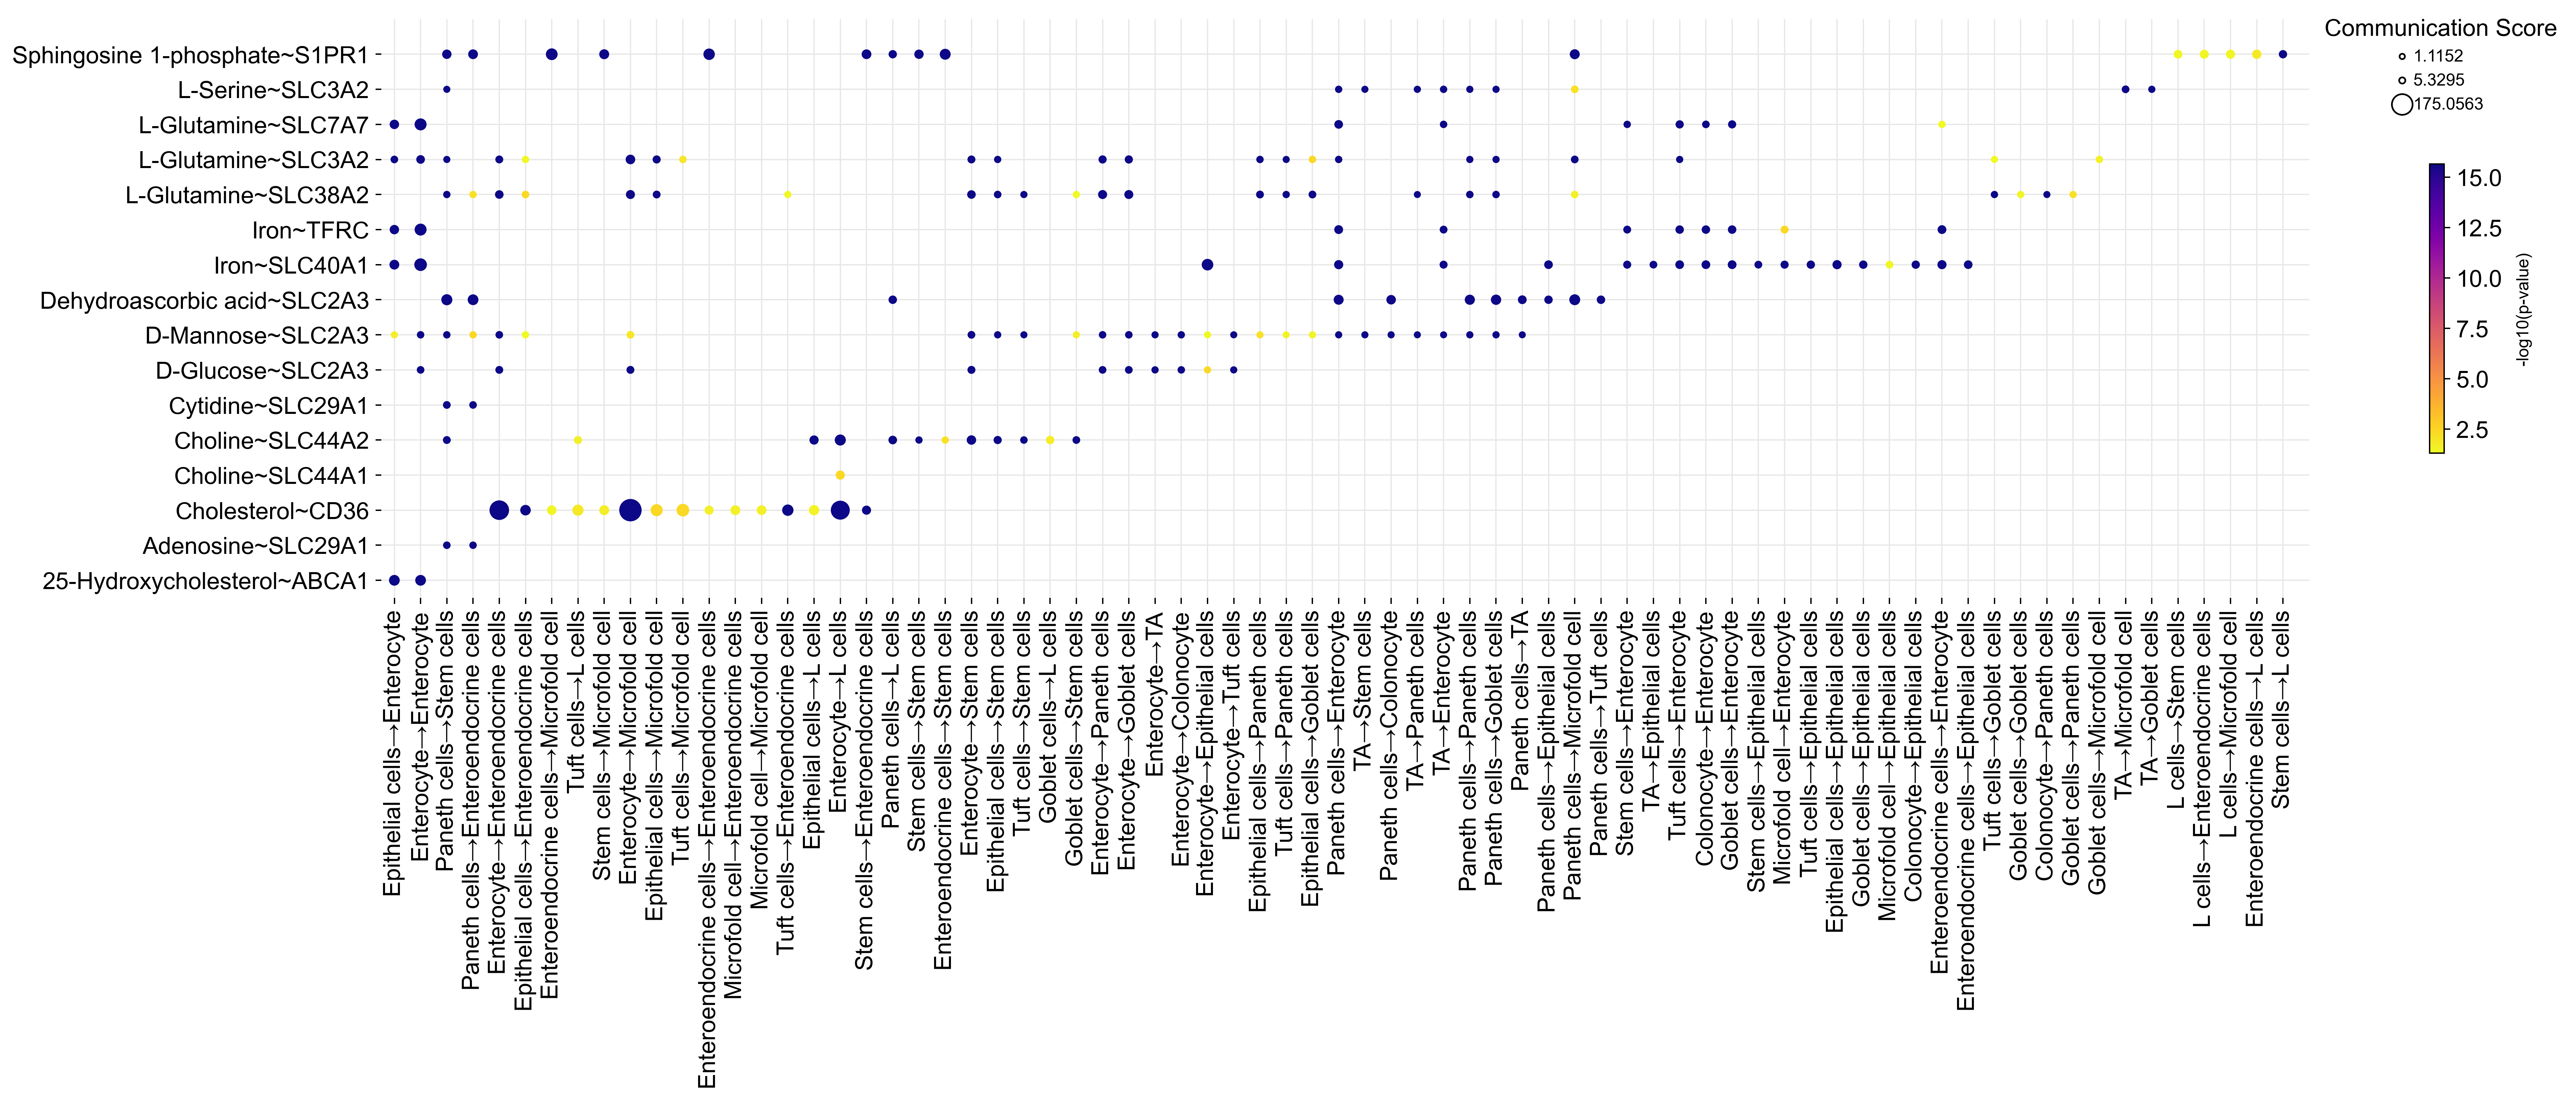 Communication Score
1.1152
5.3295
175.0563
15.0
12.5
10.0
7.5
5.0
2.5
-log10(p-value)
Sphingosine 1-phosphate~S1PR1
L-Serine~SLC3A2
L-Glutamine~SLC7A7
L-Glutamine~SLC3A2
L-Glutamine~SLC38A2
Iron~TFRC
Iron~SLC40A1
Dehydroascorbic acid~SLC2A3
D-Mannose~SLC2A3
D-Glucose~SLC2A3
Cytidine~SLC29A1
Choline~SLC44A2
Choline~SLC44A1
Cholesterol~CD36
Adenosine~SLC29A1
25-Hydroxycholesterol~ABCA1
Epithelial cells→Enterocyte
Enterocyte→Enterocyte
Paneth cells→Stem cells
Paneth cells→Enteroendocrine cells
Enterocyte→Enteroendocrine cells
Epithelial cells→Enteroendocrine cells
Enteroendocrine cells→Microfold cell
Tuft cells→L cells
Stem cells→Microfold cell
Enterocyte→Microfold cell
Epithelial cells→Microfold cell
Tuft cells→Microfold cell
Enteroendocrine cells→Enteroendocrine cells
Microfold cell→Enteroendocrine cells
Microfold cell→Microfold cell
Tuft cells→Enteroendocrine cells
Epithelial cells→L cells
Enterocyte→L cells
Stem cells→Enteroendocrine cells
Paneth cells→L cells
Stem cells→Stem cells
Enteroendocrine cells→Stem cells
Enterocyte→Stem cells
Epithelial cells→Stem cells
Tuft cells→Stem cells
Goblet cells→L cells
Goblet cells→Stem cells
Enterocyte→Paneth cells
Enterocyte→Goblet cells
Enterocyte→TA
Enterocyte→Colonocyte
Enterocyte→Epithelial cells
Enterocyte→Tuft cells
Epithelial cells→Paneth cells
Tuft cells→Paneth cells
Epithelial cells→Goblet cells
Paneth cells→Enterocyte
TA→Stem cells
Paneth cells→Colonocyte
TA→Paneth cells
TA→Enterocyte
Paneth cells→Paneth cells
Paneth cells→Goblet cells
Paneth cells→TA
Paneth cells→Epithelial cells
Paneth cells→Microfold cell
Paneth cells→Tuft cells
Stem cells→Enterocyte
TA→Epithelial cells
Tuft cells→Enterocyte
Colonocyte→Enterocyte
Goblet cells→Enterocyte
Stem cells→Epithelial cells
Microfold cell→Enterocyte
Tuft cells→Epithelial cells
Epithelial cells→Epithelial cells
Goblet cells→Epithelial cells
Microfold cell→Epithelial cells
Colonocyte→Epithelial cells
Enteroendocrine cells→Enterocyte
Enteroendocrine cells→Epithelial cells
Tuft cells→Goblet cells
Goblet cells→Goblet cells
Colonocyte→Paneth cells
Goblet cells→Paneth cells
Goblet cells→Microfold cell
TA→Microfold cell
TA→Goblet cells
L cells→Stem cells
L cells→Enteroendocrine cells
L cells→Microfold cell
Enteroendocrine cells→L cells
Stem cells→L cells